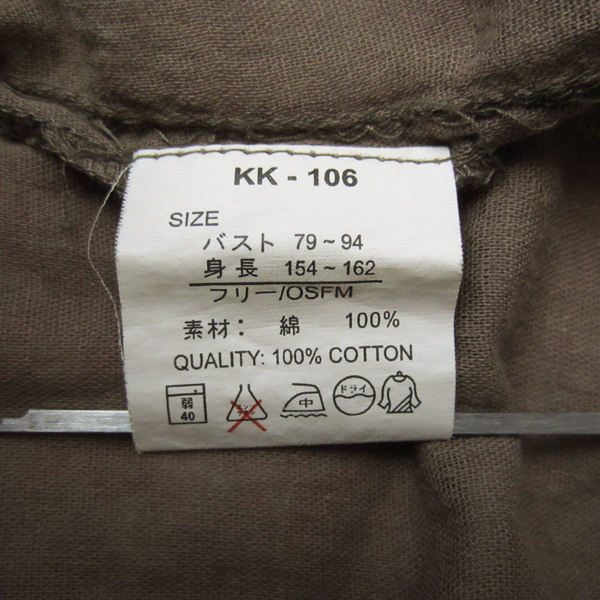 KK - 106
SIZE
バスト 79 ~ 94
身長 154 ~ 162
フリー/OSFM
素材: 綿 100%
QUALITY: 100% COTTON
弱 中 ドライ
40